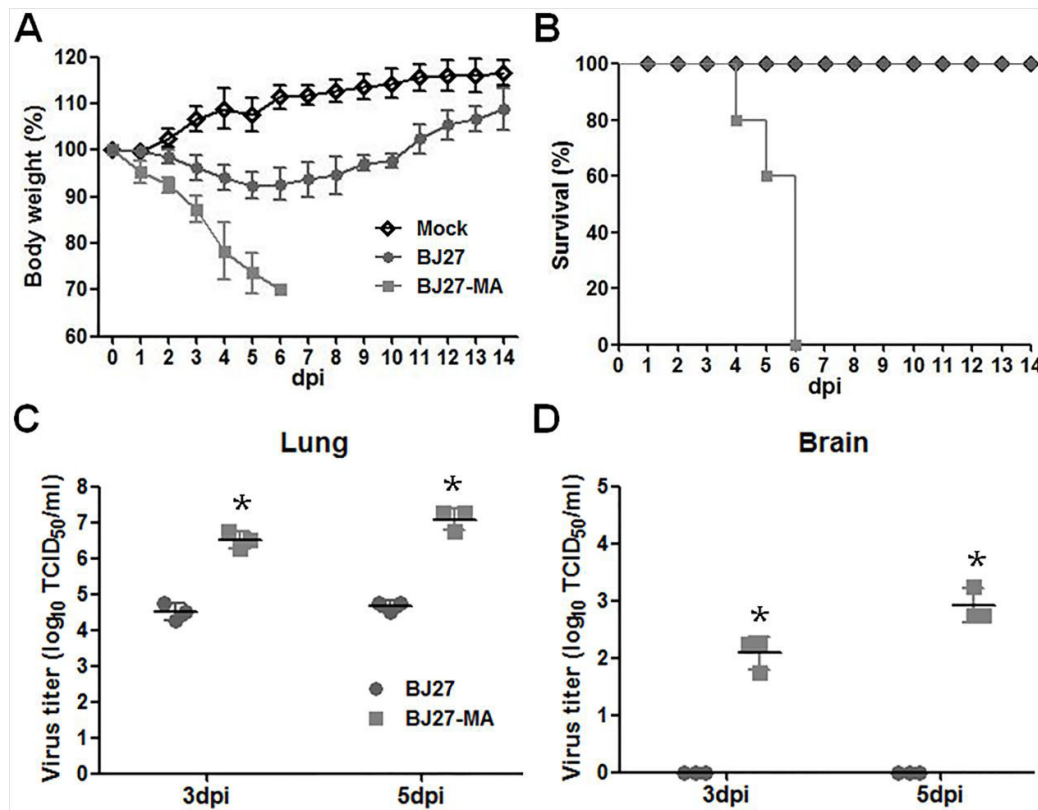 A
Body weight (%)
120
110
100
90
80
70
60
Mock
BJ27
BJ27-MA
0 1 2 3 4 5 6 7 8 9 10 11 12 13 14
dpi
B
Survival (%)
100
80
60
40
20
0
0 1 2 3 4 5 6 7 8 9 10 11 12 13 14
dpi
C
Lung
Virus titer (log10 TCID50/ml)
8
7
6
5
4
3
2
1
0
* *
BJ27
BJ27-MA
3dpi 5dpi
D
Brain
Virus titer (log10 TCID50/ml)
5
4
3
2
1
0
* *
3dpi 5dpi